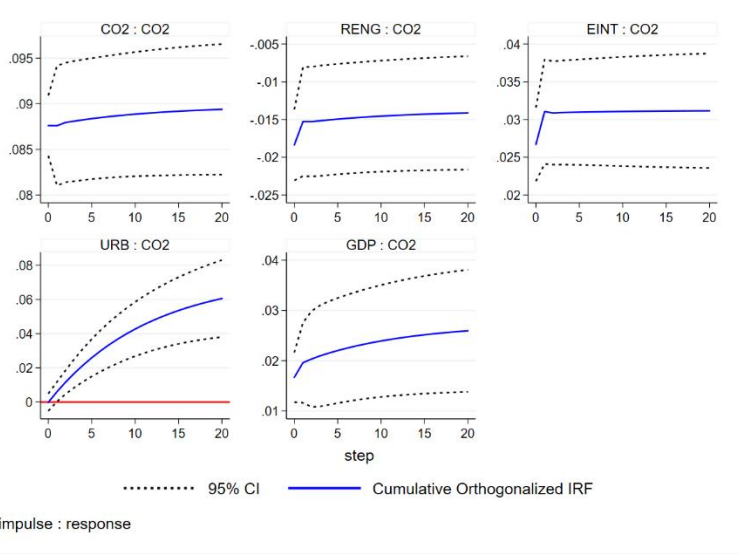 CO2 : CO2
.095
.09
.085
.08
0 5 10 15 20
RENG : CO2
-.005
-.01
-.015
-.02
-.025
0 5 10 15 20
EINT : CO2
.04
.035
.03
.025
.02
0 5 10 15 20
URB : CO2
.08
.06
.04
.02
0
0 5 10 15 20
GDP : CO2
.04
.03
.02
.01
0 5 10 15 20
step
95% CI Cumulative Orthogonalized IRF
impulse : response